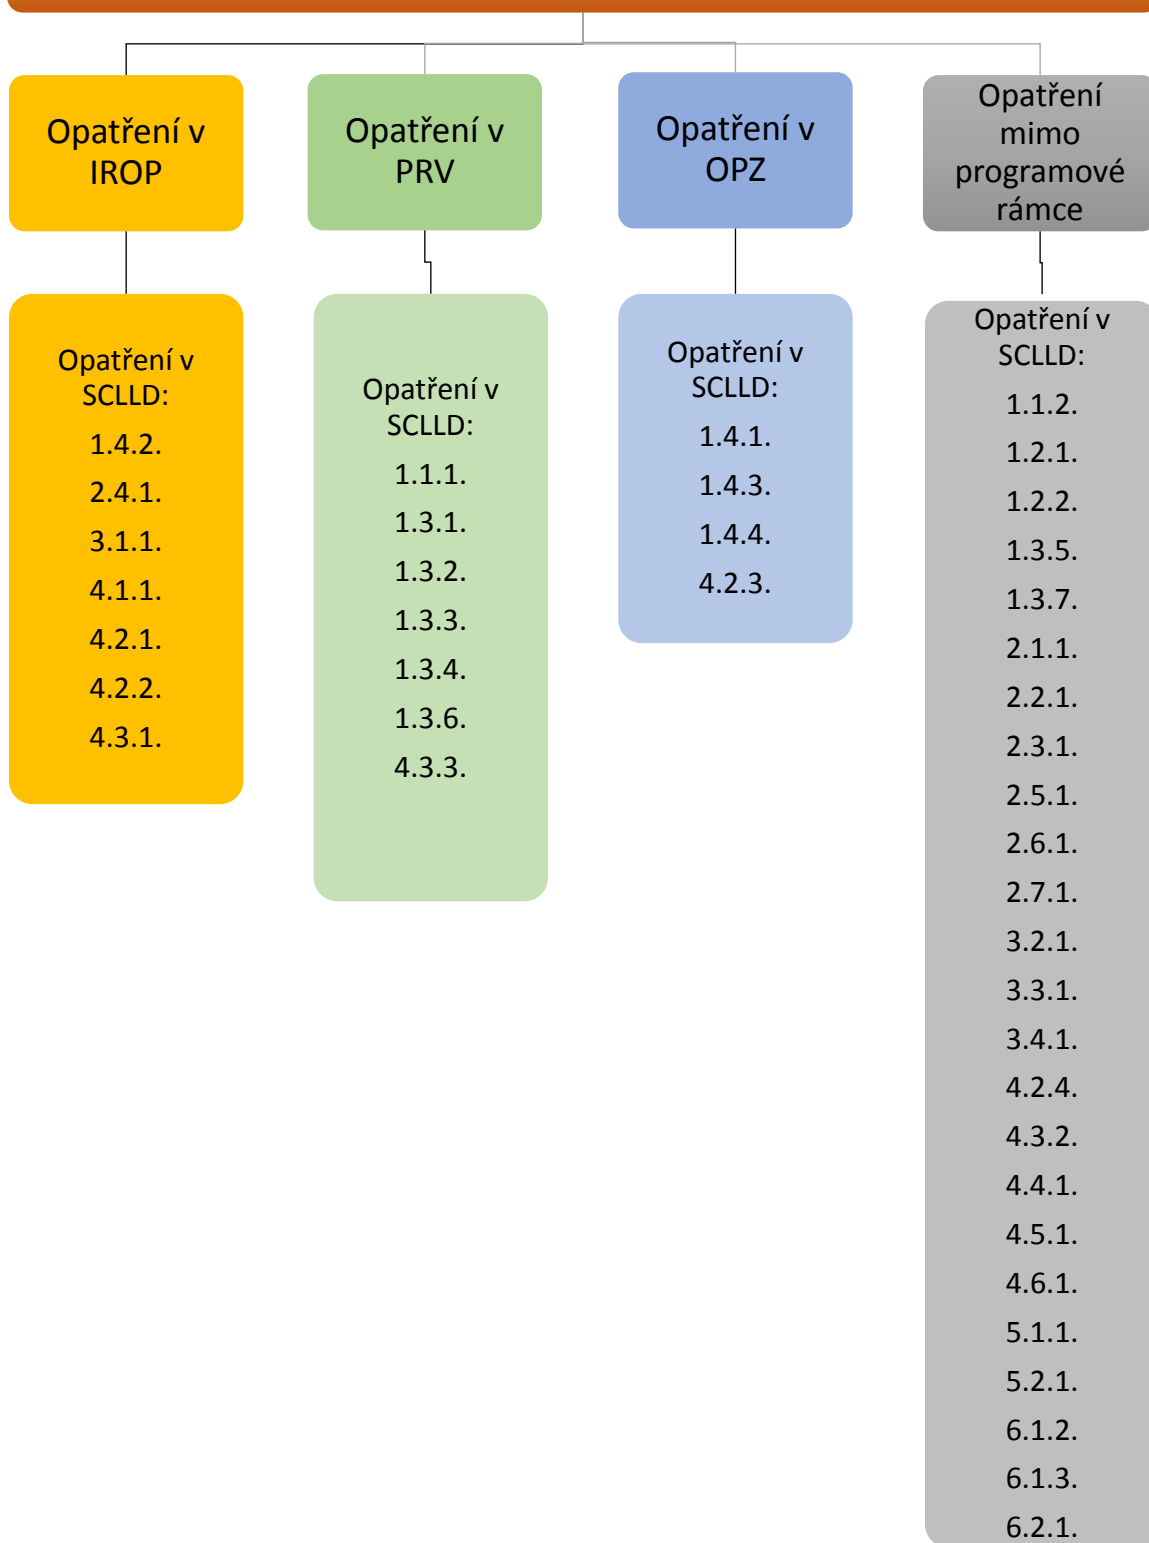 Opatření v
IROP
Opatření v
PRV
Opatření v
OPZ
Opatření
mimo
programové
rámce
Opatření v
SCLLD:
1.4.2.
2.4.1.
3.1.1.
4.1.1.
4.2.1.
4.2.2.
4.3.1.
Opatření v
SCLLD:
1.1.1.
1.3.1.
1.3.2.
1.3.3.
1.3.4.
1.3.6.
4.3.3.
Opatření v
SCLLD:
1.4.1.
1.4.3.
1.4.4.
4.2.3.
Opatření v
SCLLD:
1.1.2.
1.2.1.
1.2.2.
1.3.5.
1.3.7.
2.1.1.
2.2.1.
2.3.1.
2.5.1.
2.6.1.
2.7.1.
3.2.1.
3.3.1.
3.4.1.
4.2.4.
4.3.2.
4.4.1.
4.5.1.
4.6.1.
5.1.1.
5.2.1.
6.1.2.
6.1.3.
6.2.1.